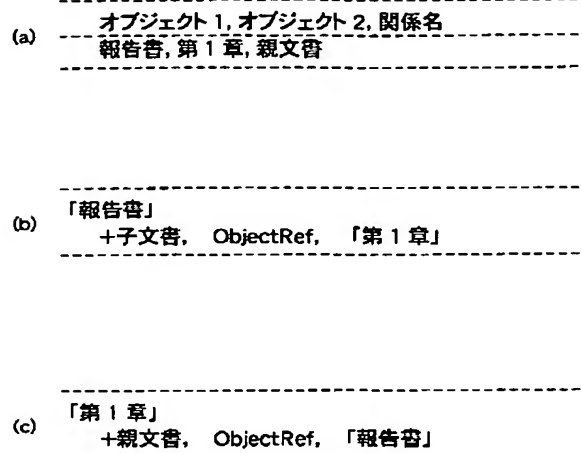 (a)
オブジェクト 1, オブジェクト 2, 関係名
報告書, 第 1 章, 親文書
(b)
「報告書」
+子文書, ObjectRef, 「第 1 章」
(c)
「第 1 章」
+親文書, ObjectRef, 「報告書」